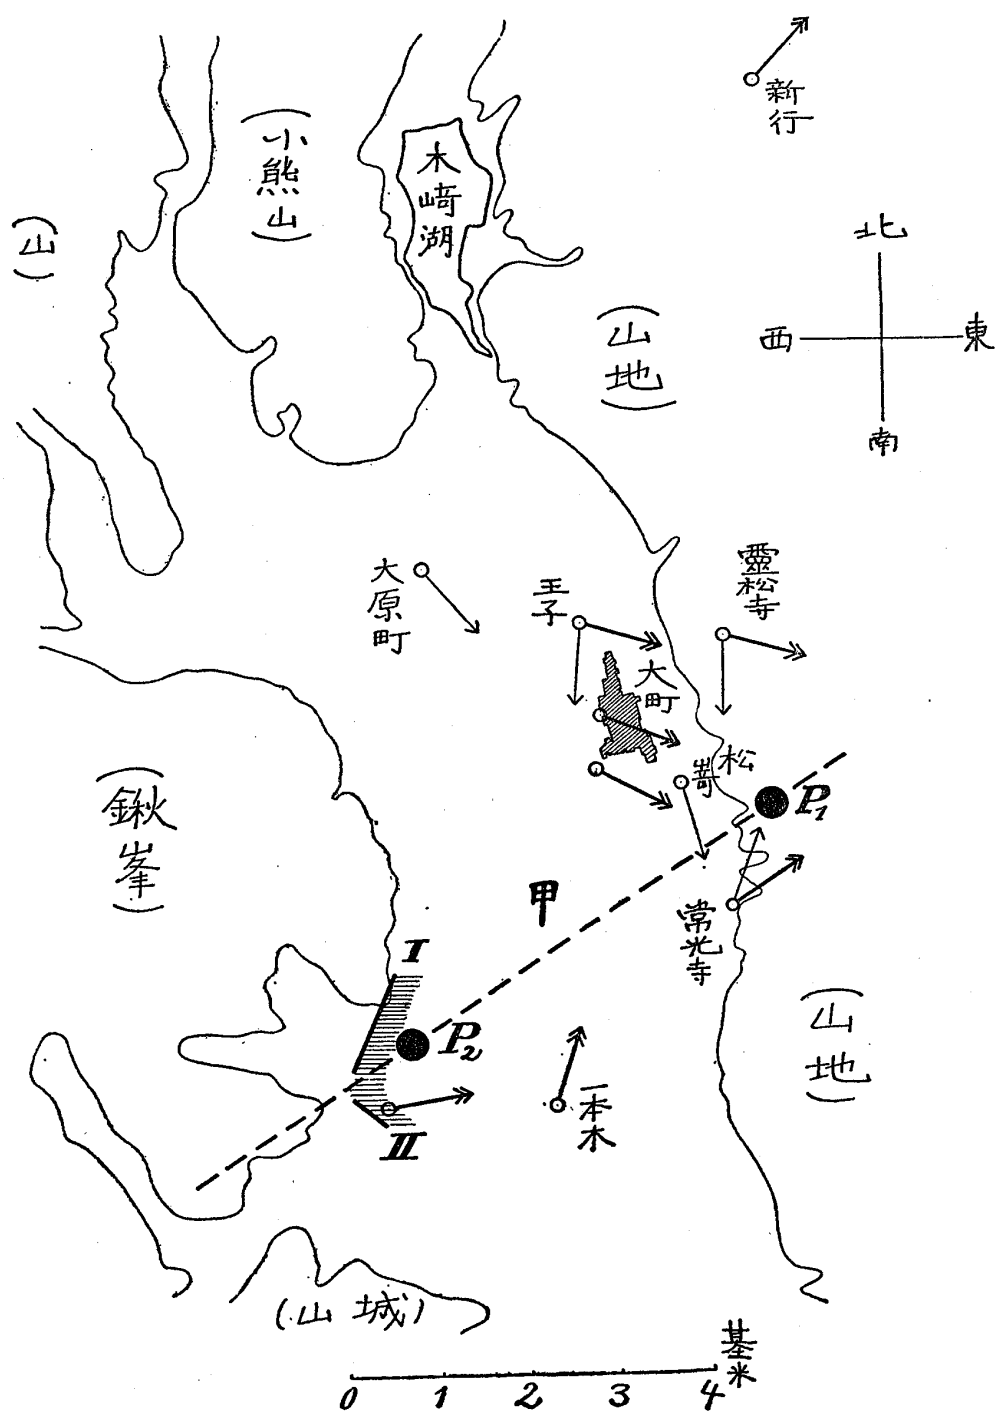 新行
(小熊山)
木崎湖
(山)
北
西
東
南
(山地)
大原町
王子
靈松寺
大町
松崎
P₁
(鍬峯)
甲
常光寺
I
P₂
(山地)
一本木
II
(山城)
基米
0 1 2 3 4